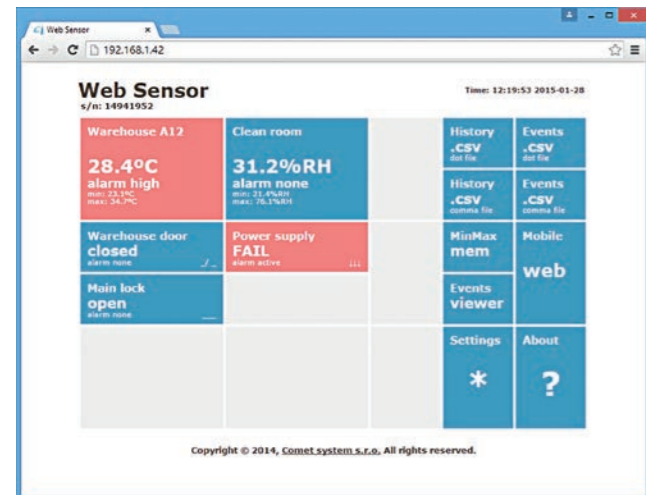 Web Sensor
192.168.1.42
Web Sensor
s/n: 14941952
Time: 12:19:53 2015-01-28
Warehouse A12
28.4ºC
alarm high
min: 23.1ºC
max: 34.7ºC
Clean room
31.2%RH
alarm none
min: 21.4%RH
max: 76.1%RH
History
.csv
dot file
Events
.csv
dot file
History
.csv
comma file
Events
.csv
comma file
Warehouse door
closed
alarm none
Power supply
FAIL
alarm active
MinMax
mem
Mobile
web
Main lock
open
alarm none
Events
viewer
Settings
*
About
?
Copyright © 2014, Comet system s.r.o. All rights reserved.